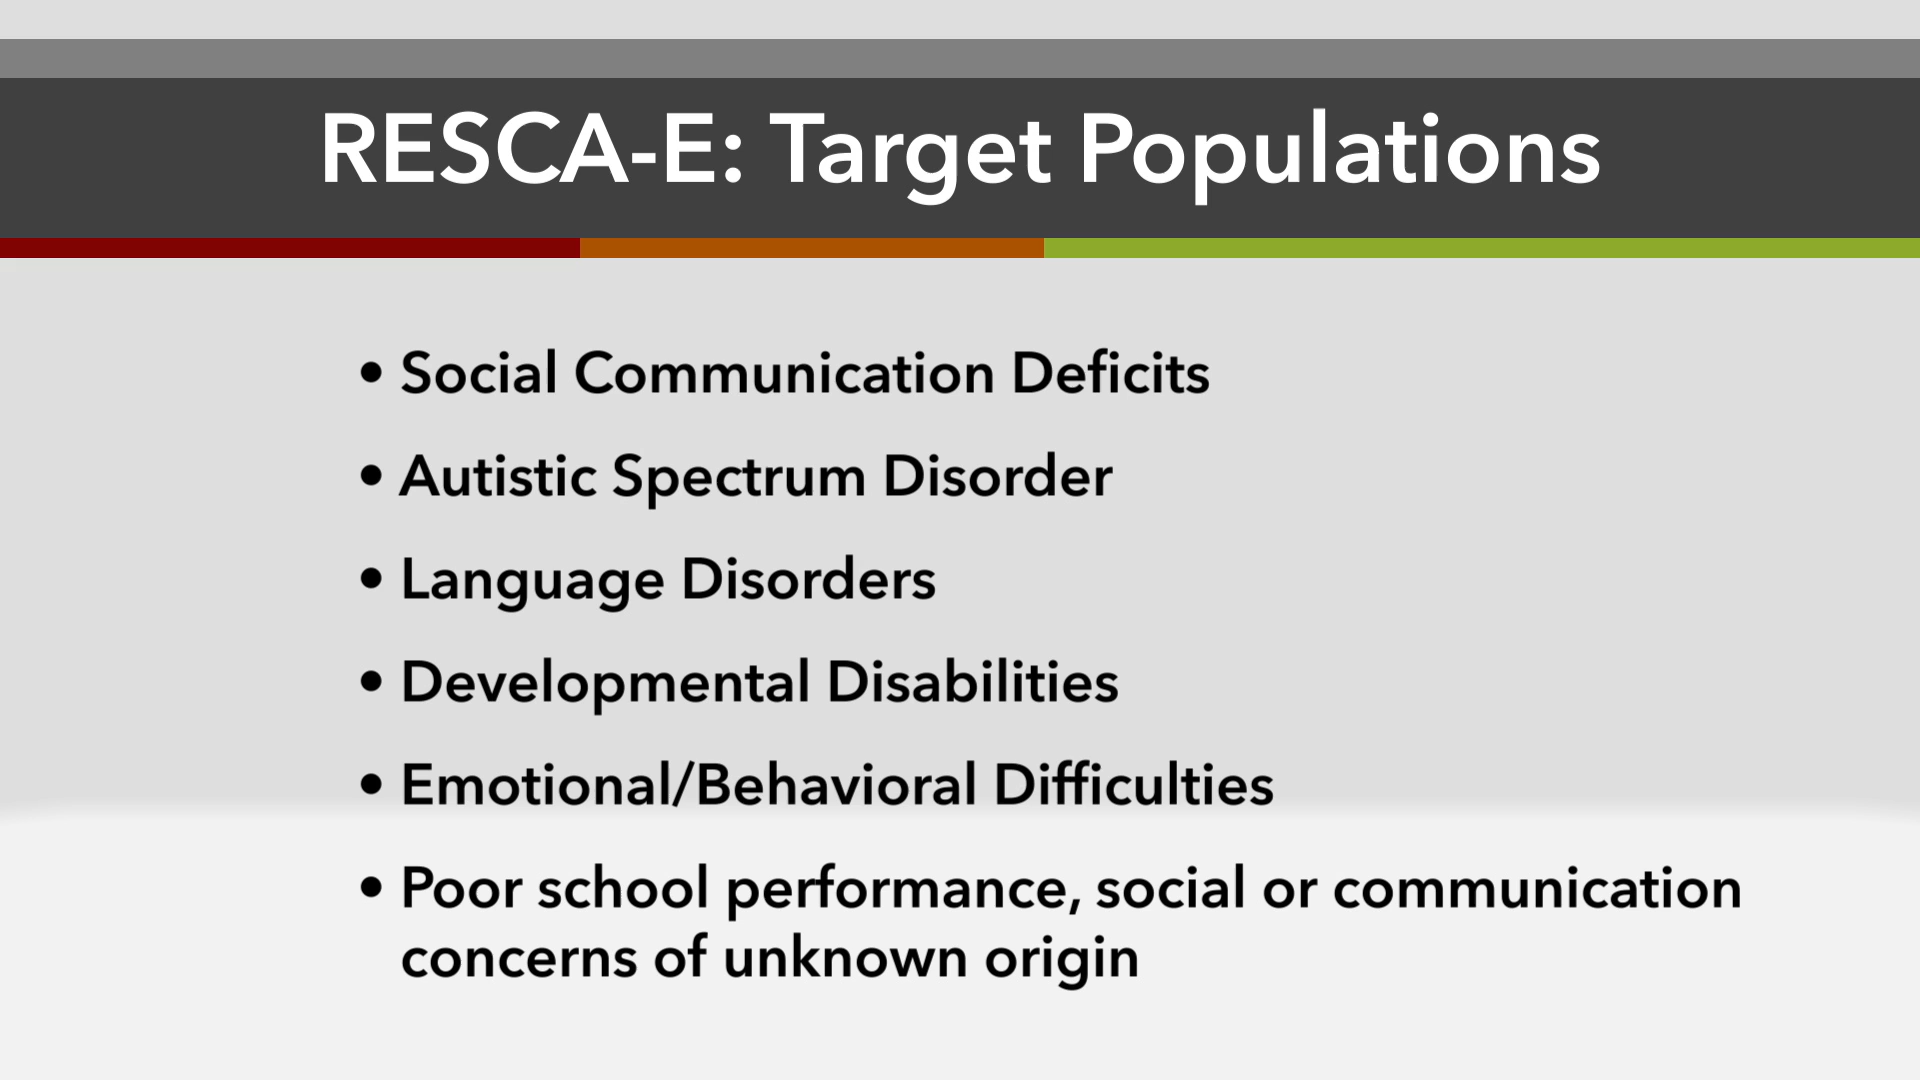 RESCA-E: Target Populations
• Social Communication Deficits
• Autistic Spectrum Disorder
• Language Disorders
• Developmental Disabilities
• Emotional/Behavioral Difficulties
• Poor school performance, social or communication
concerns of unknown origin